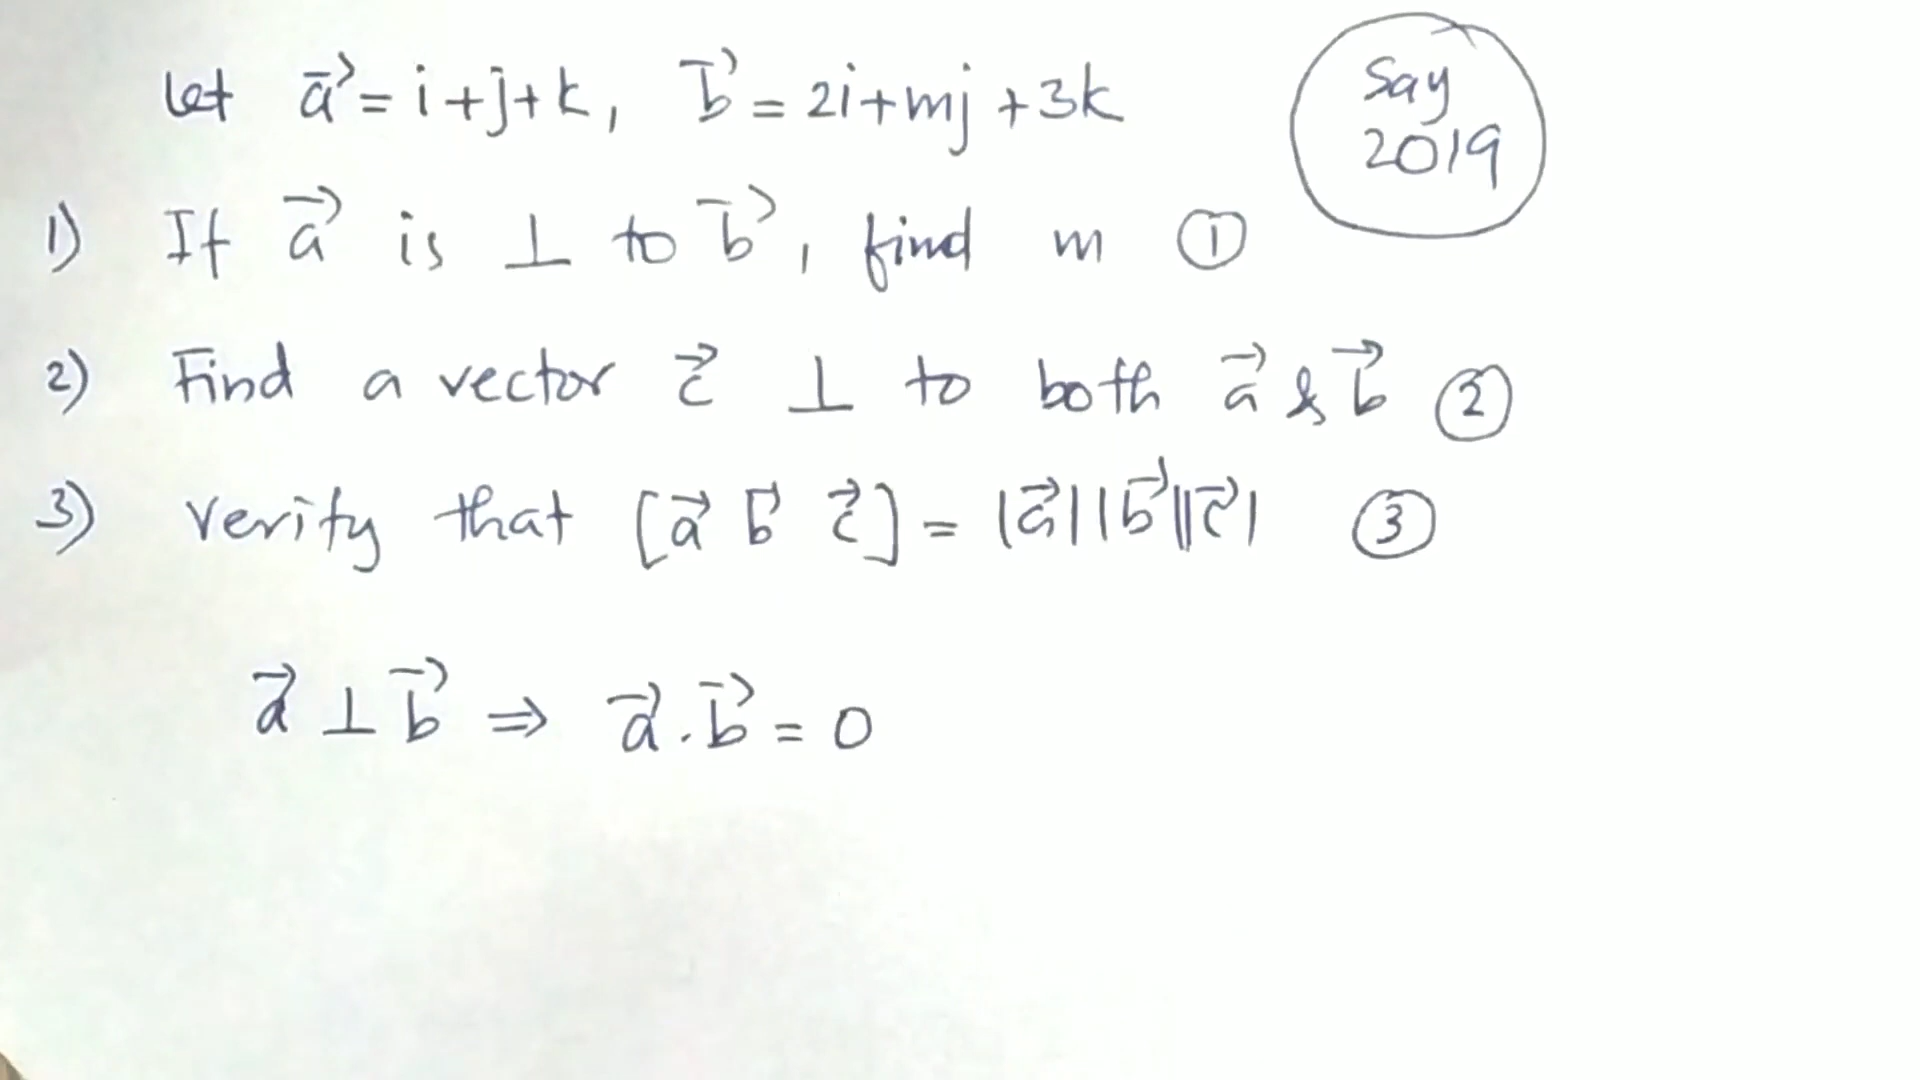 Let a⃗ = i+j+k, b⃗ = 2i+mj+3k
Say
2019
1) If a⃗ is ⊥ to b⃗, find m ①
2) Find a vector c⃗ ⊥ to both a⃗ & b⃗ ②
3) verify that [a⃗ b⃗ c⃗] = |a⃗||b⃗||c⃗| ③
a⃗ ⊥ b⃗ ⇒ a⃗ . b⃗ = 0